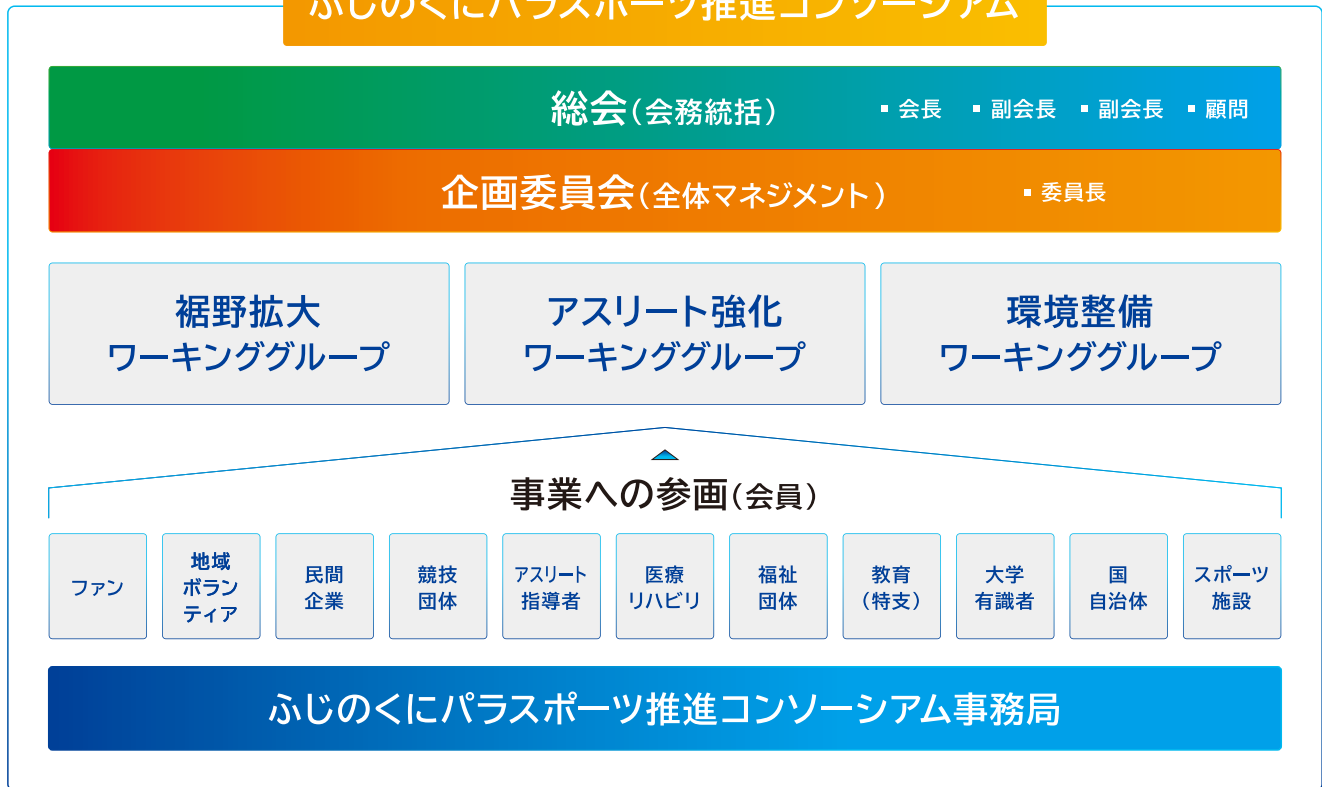 ふじのくにパラスポーツ推進コンソーシアム
総会（会務統括）
▪ 会長 ▪ 副会長 ▪ 副会長 ▪ 顧問
企画委員会（全体マネジメント）
▪ 委員長
裾野拡大
ワーキンググループ
アスリート強化
ワーキンググループ
環境整備
ワーキンググループ
事業への参画（会員）
ファン
地域
ボラン
ティア
民間
企業
競技
団体
アスリート
指導者
医療
リハビリ
福祉
団体
教育
（特支）
大学
有識者
国
自治体
スポーツ
施設
ふじのくにパラスポーツ推進コンソーシアム事務局